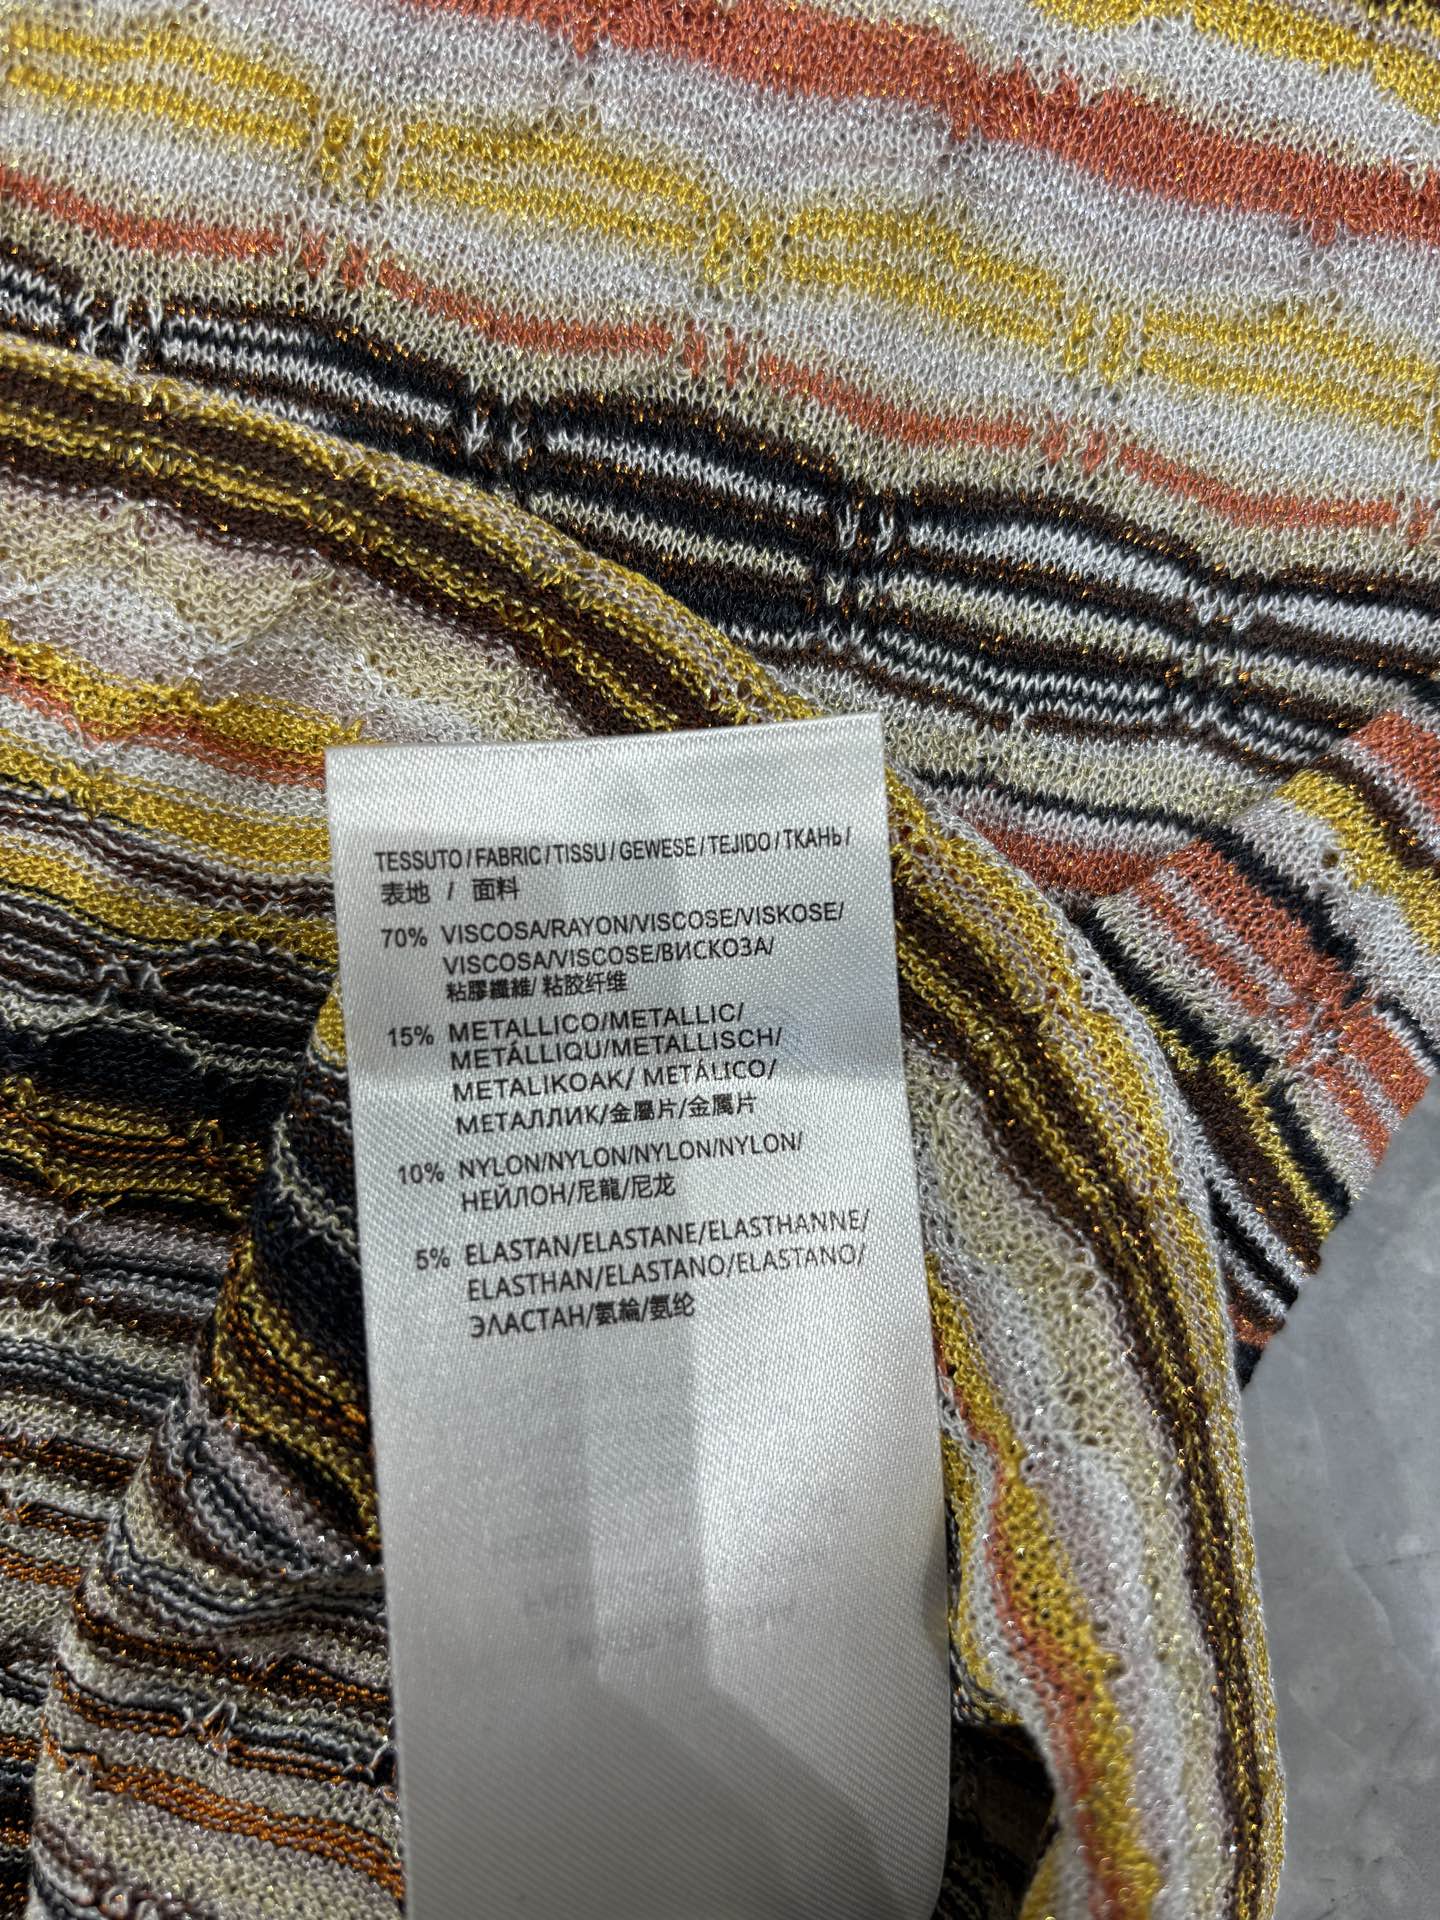 TESSUTO / FABRIC / TISSU / GEWESE / TEJIDO / ТКАНЬ /
表地 / 面料
70% VISCOSA/RAYON/VISCOSE/VISKOSE/
VISCOSA/VISCOSE/ВИСКОЗА/
粘膠纖維/ 粘胶纤维
15% METALLICO/METALLIC/
METÁLLIQU/METALLISCH/
METALIKOAK/ METÁLICO/
МЕТАЛЛИК/金屬片/金属片
10% NYLON/NYLON/NYLON/NYLON/
НЕЙЛОН/尼龍/尼龙
5% ELASTAN/ELASTANE/ELASTHANNE/
ELASTHAN/ELASTANO/ELASTANO/
ЭЛАСТАН/氨綸/氨纶